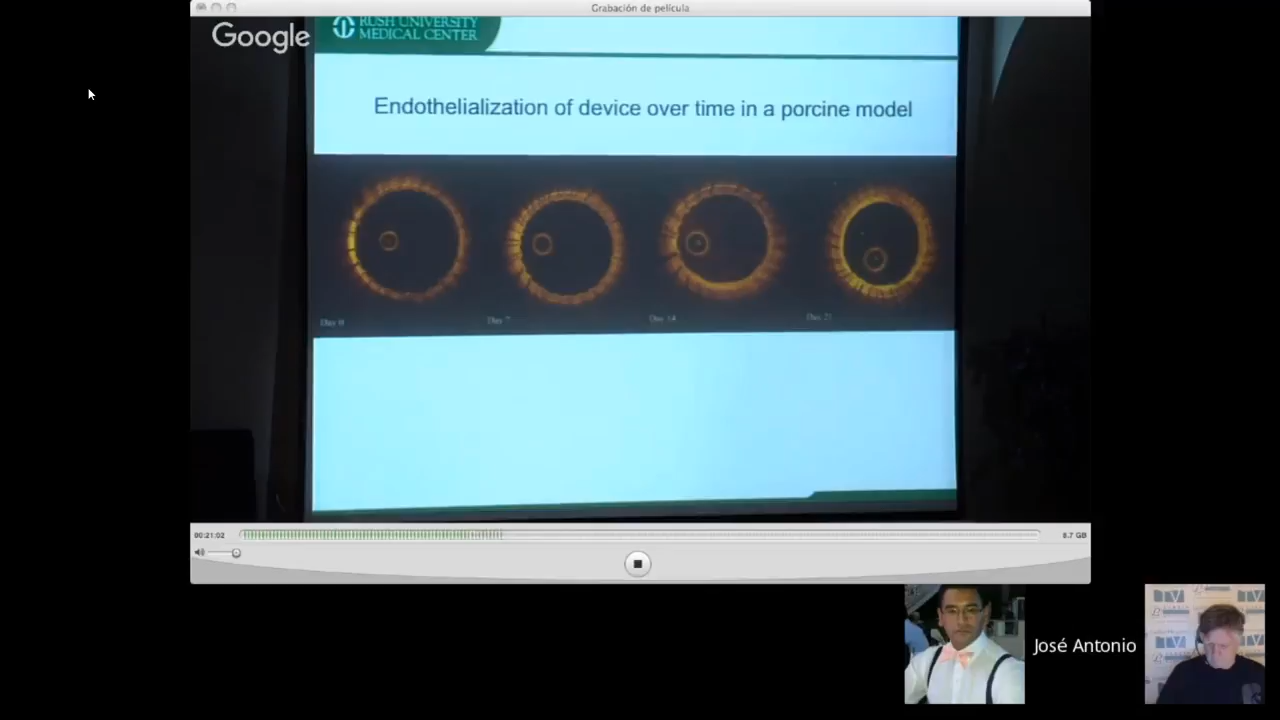 Grabación de película
Google
RUSH UNIVERSITY
MEDICAL CENTER
Endothelialization of device over time in a porcine model
Day 0
Day 7
Day 14
Day 21
00:21:02
8.7 GB
José Antonio